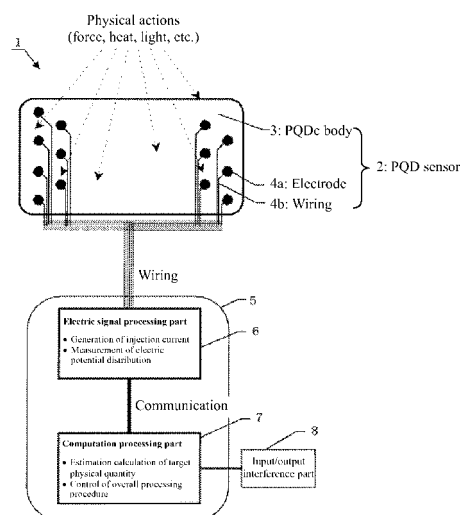 Physical actions
(force, heat, light, etc.)
1
3: PQDc body
2: PQD sensor
4a: Electrode
4b: Wiring
Wiring
5
Electric signal processing part
• Generation of injection current
• Measurement of electric
potential distribution
6
Communication
7
Computation processing part
• Estimation calculation of target
physical quantity
• Control of overall processing
procedure
8
Input/output
interference part